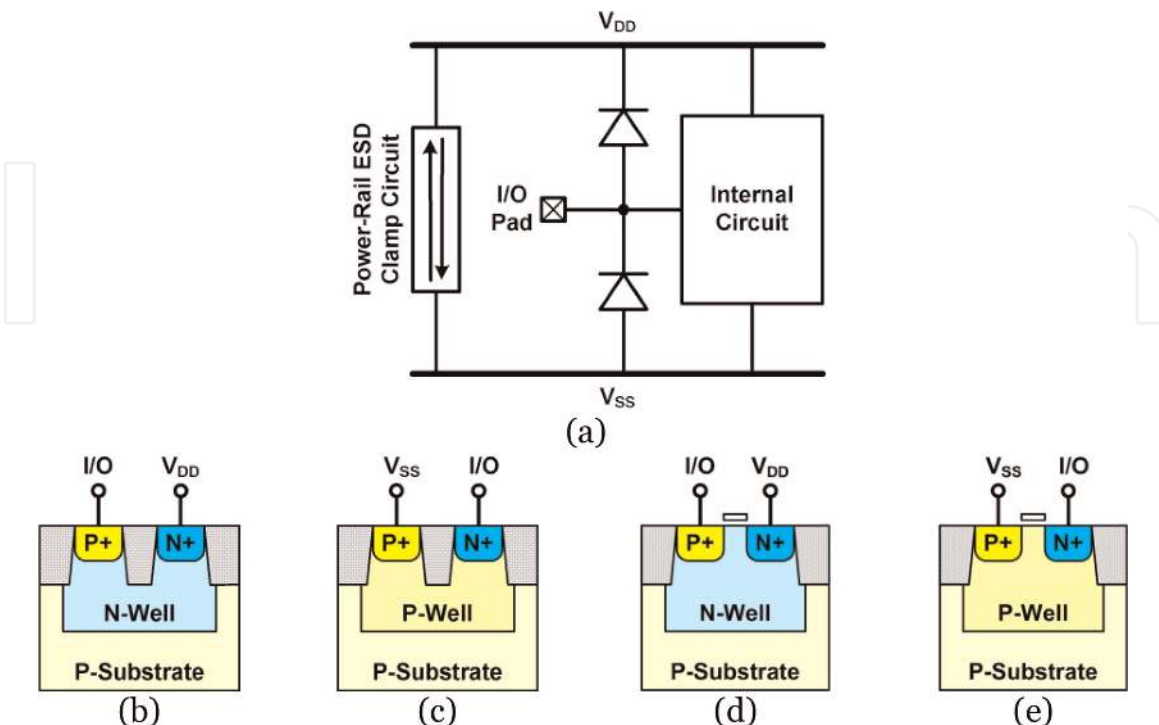 VDD
Power-Rail ESD
Clamp Circuit
I/O
Pad
Internal
Circuit
VSS
(a)
I/O VDD
P+ N+
N-Well
P-Substrate
(b)
VSS I/O
P+ N+
P-Well
P-Substrate
(c)
I/O VDD
P+ N+
N-Well
P-Substrate
(d)
VSS I/O
P+ N+
P-Well
P-Substrate
(e)